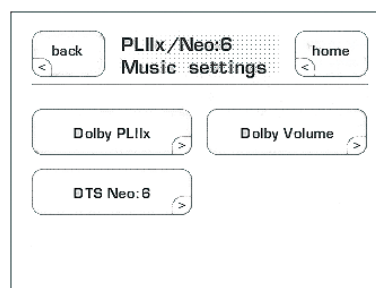 back
PLIIx/Neo:6
Music settings
home
<
<
Dolby PLIIx
>
Dolby Volume
>
DTS Neo:6
>